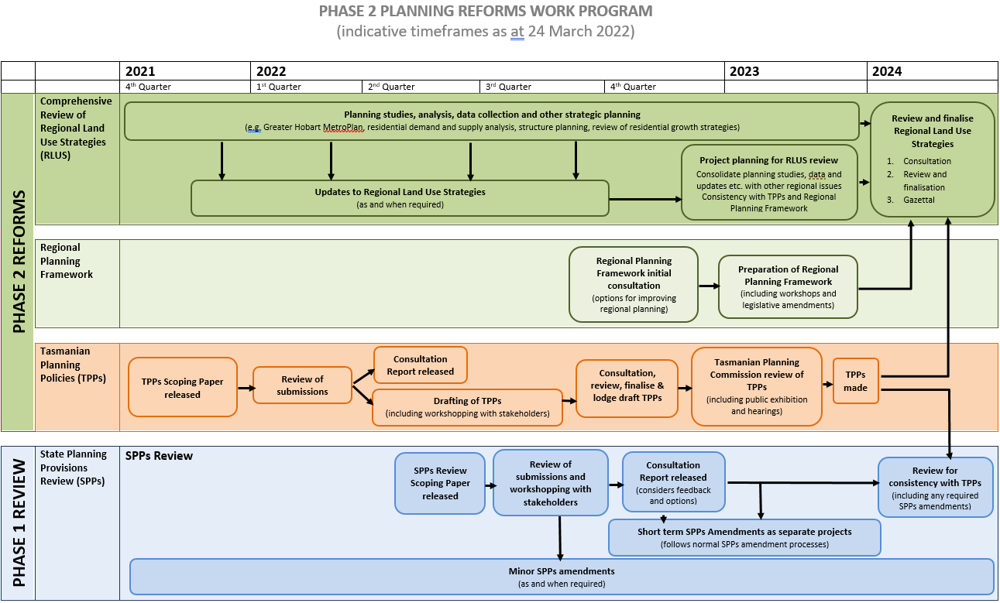 PHASE 2 PLANNING REFORMS WORK PROGRAM
(indicative timeframes as at 24 March 2022)
2021
2022
2023
2024
4th Quarter
1st Quarter
2nd Quarter
3rd Quarter
4th Quarter
PHASE 2 REFORMS
Comprehensive
Review of
Regional Land
Use Strategies
(RLUS)
Planning studies, analysis, data collection and other strategic planning
(e.g. Greater Hobart MetroPlan, residential demand and supply analysis, structure planning, review of residential growth strategies)
Updates to Regional Land Use Strategies
(as and when required)
Project planning for RLUS review
Consolidate planning studies, data and
updates etc. with other regional issues
Consistency with TPPs and Regional
Planning Framework
Review and finalise
Regional Land Use
Strategies
1. Consultation
2. Review and
finalisation
3. Gazettal
Regional
Planning
Framework
Regional Planning
Framework initial
consultation
(options for improving
regional planning)
Preparation of Regional
Planning Framework
(including workshops and
legislative amendments)
Tasmanian
Planning
Policies (TPPs)
TPPs Scoping Paper
released
Review of
submissions
Consultation
Report released
Drafting of TPPs
(including workshopping with stakeholders)
Consultation,
review, finalise &
lodge draft TPPs
Tasmanian Planning
Commission review of
TPPs
(including public exhibition
and hearings)
TPPs
made
PHASE 1 REVIEW
State Planning
Provisions
Review (SPPs)
SPPs Review
SPPs Review
Scoping Paper
released
Review of
submissions and
workshopping with
stakeholders
Consultation
Report released
(considers feedback
and options)
Review for
consistency with TPPs
(including any required
SPPs amendments)
Short term SPPs Amendments as separate projects
(follows normal SPPs amendment processes)
Minor SPPs amendments
(as and when required)